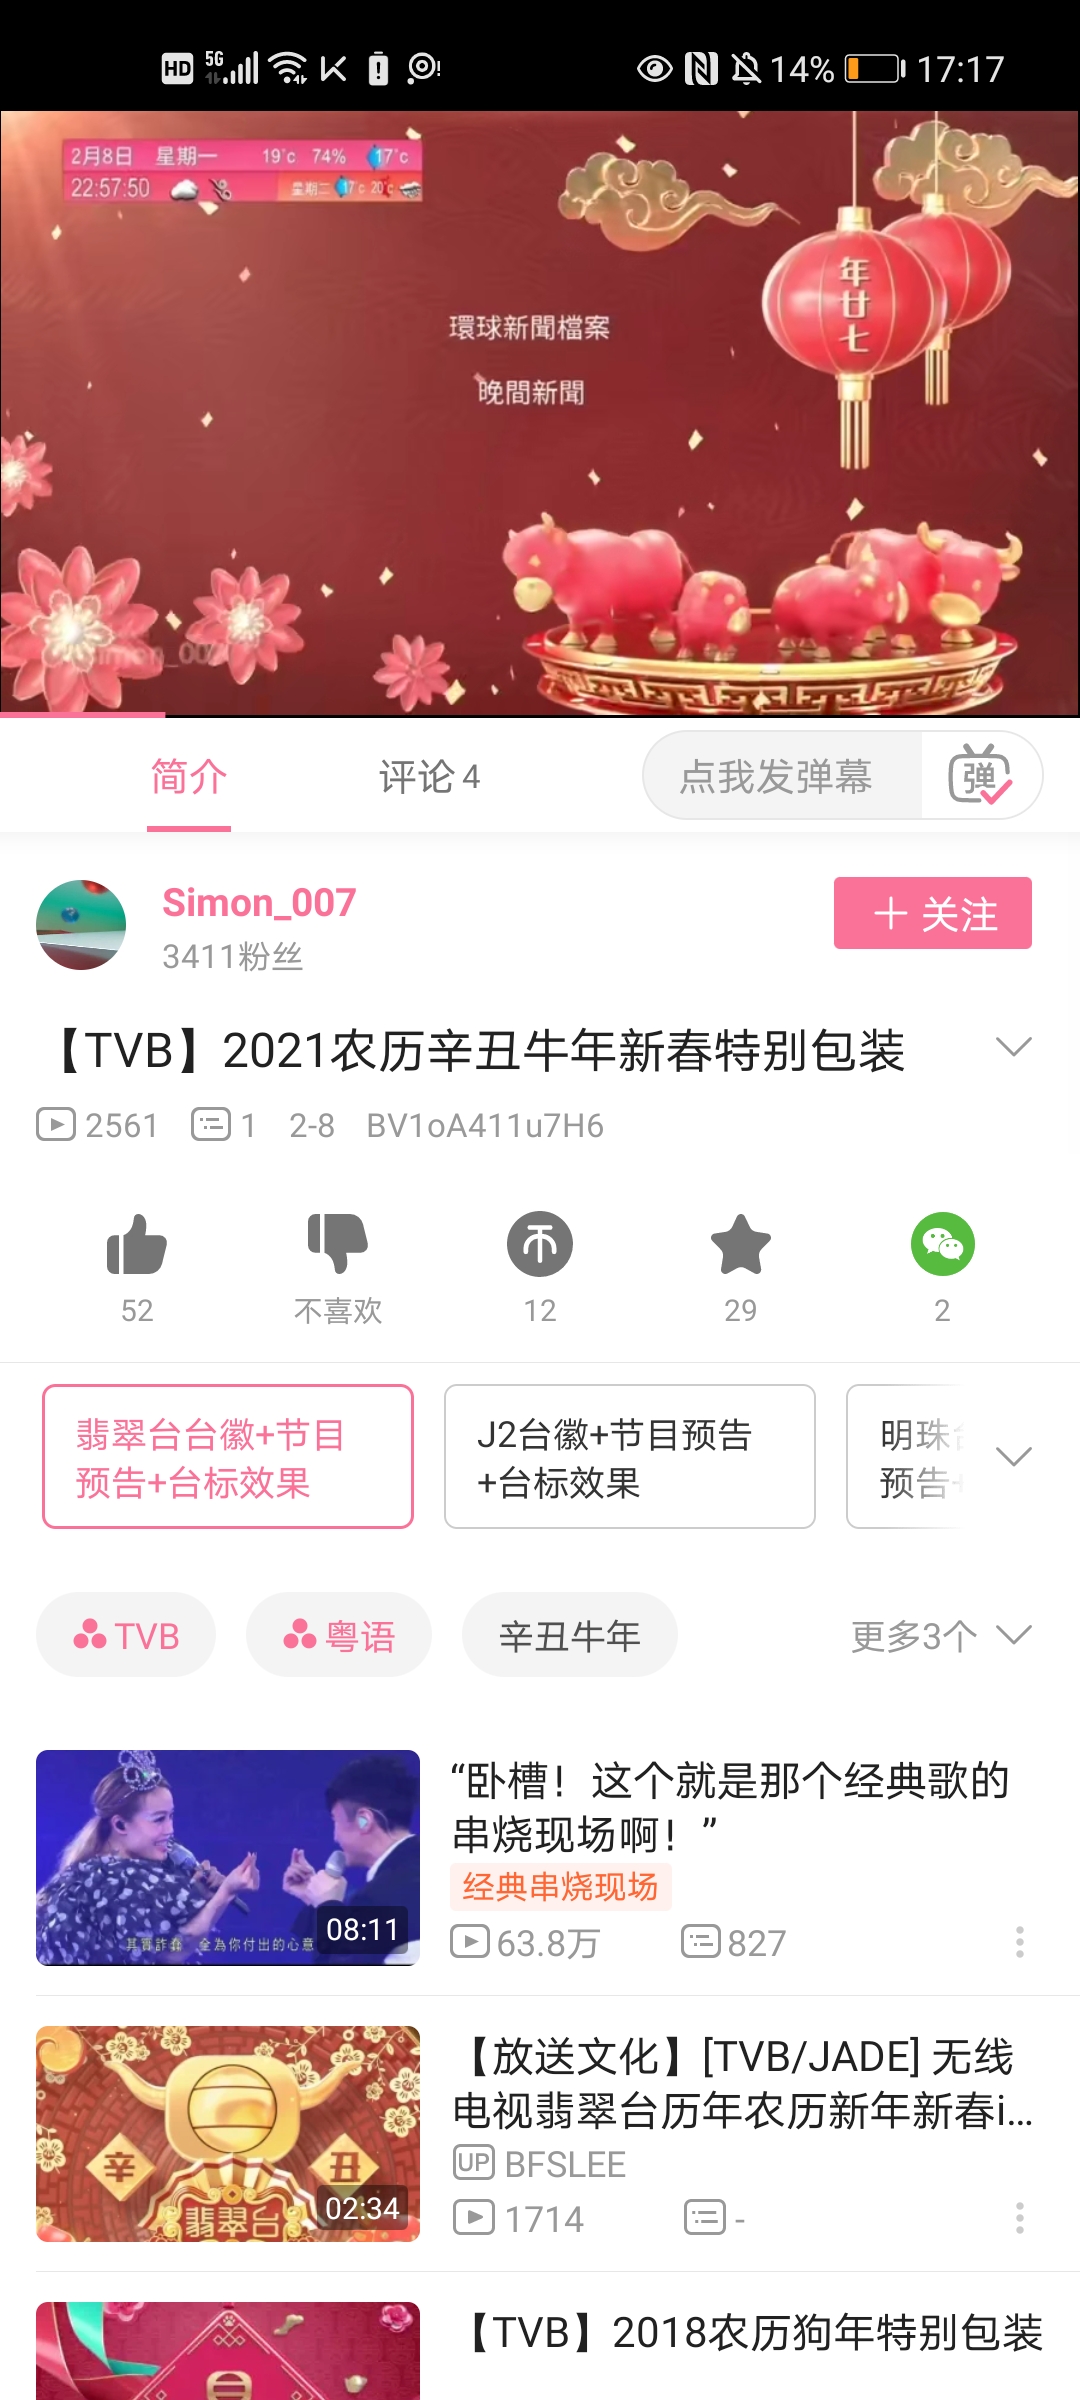 HD 5G 14% 17:17
2月8日 星期一 19°c 74% 17°c
22:57:50 星期二 17°c 20°c
年廿七
環球新聞檔案
晚間新聞
简介 评论 4 点我发弹幕 弹
Simon_007
3411粉丝
+ 关注
【TVB】2021农历辛丑牛年新春特别包装
2561 1 2-8 BV1oA411u7H6
52 不喜欢 12 29 2
翡翠台台徽+节目
预告+台标效果
J2台徽+节目预告
+台标效果
明珠台
预告+
TVB 粤语 辛丑牛年 更多3个
“卧槽！这个就是那个经典歌的
串烧现场啊！”
经典串烧现场
63.8万 827
全為你付出的心意
08:11
【放送文化】[TVB/JADE] 无线
电视翡翠台历年农历新年新春i...
UP BFSLEE
1714 -
辛 丑
翡翠台
02:34
【TVB】2018农历狗年特别包装